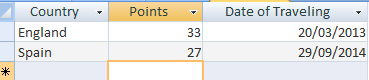 Country Points Date of Traveling
England 33 20/03/2013
Spain 27 29/09/2014